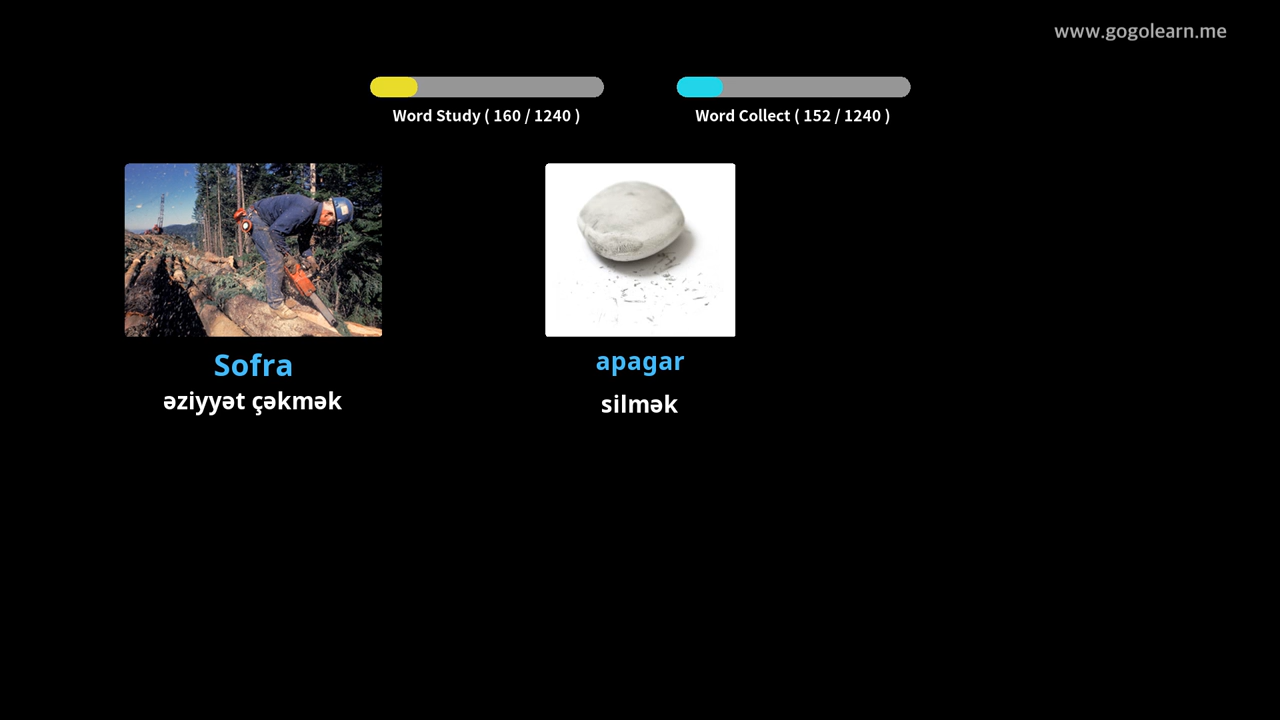 www.gogolearn.me
Word Study ( 160 / 1240 )
Word Collect ( 152 / 1240 )
Sofra
əziyyət çəkmək
apagar
silmək